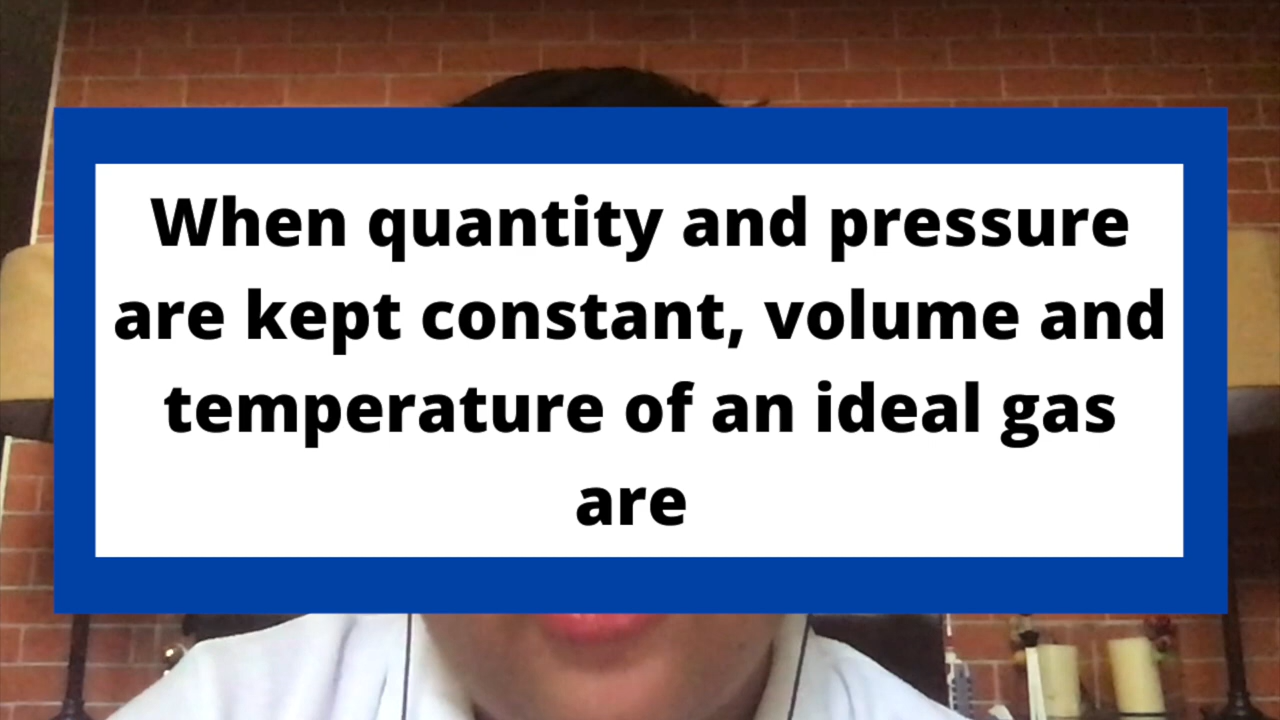 When quantity and pressure
are kept constant, volume and
temperature of an ideal gas
are